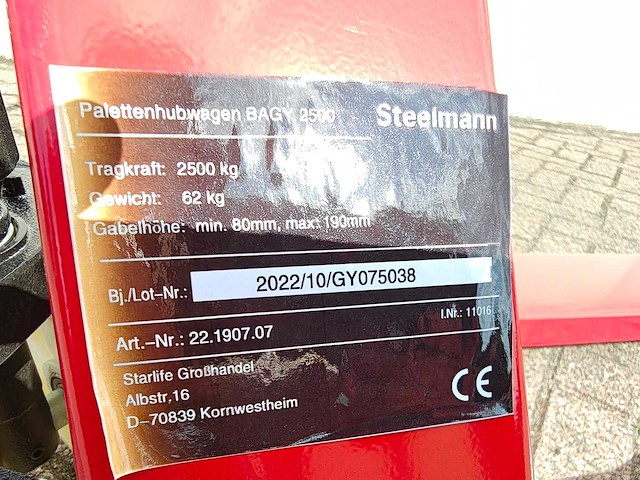 Palettenhubwagen BAGY 2500 Steelmann
Tragkraft: 2500 kg
Gewicht: 62 kg
Gabelhöhe: min. 80mm, max: 190mm
Bj./Lot-Nr.: 2022/10/GY075038
Art.-Nr.: 22.1907.07 I.Nr.: 11016
Starlife Großhandel
Albstr,16
D-70839 Kornwestheim
CE